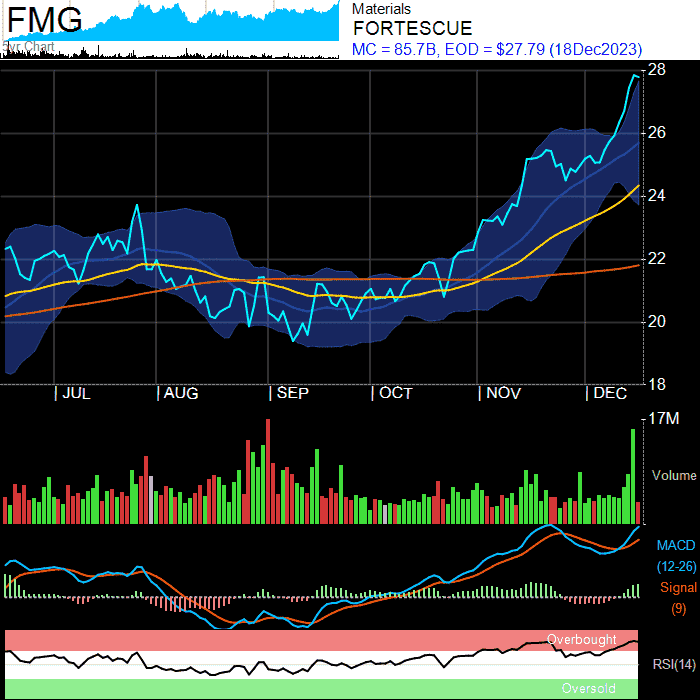 FMG
5yr Chart
Materials
FORTESCUE
MC = 85.7B, EOD = $27.79 (18Dec2023)
28
26
24
22
20
18
JUL AUG SEP OCT NOV DEC
17M
Volume
MACD
(12-26)
Signal
(9)
Overbought
RSI(14)
Oversold